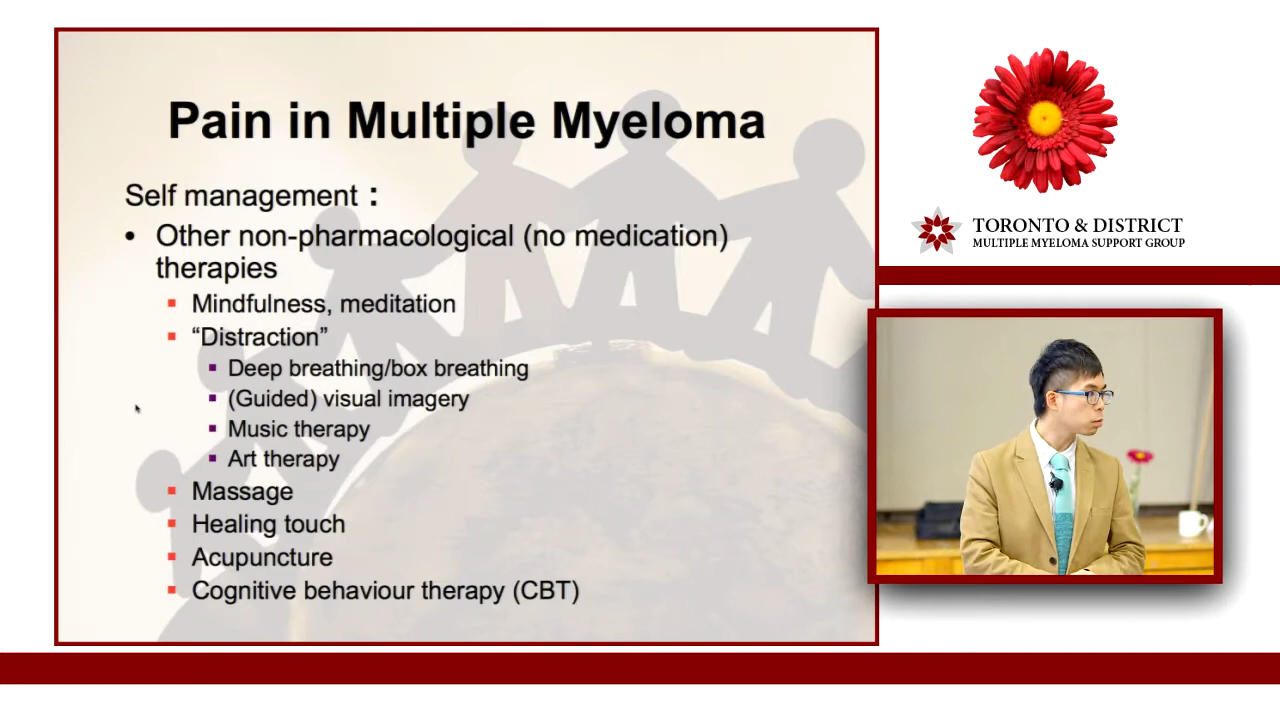 Pain in Multiple Myeloma
Self management :
• Other non-pharmacological (no medication)
therapies
▪ Mindfulness, meditation
▪ “Distraction”
▪ Deep breathing/box breathing
▪ (Guided) visual imagery
▪ Music therapy
▪ Art therapy
▪ Massage
▪ Healing touch
▪ Acupuncture
▪ Cognitive behaviour therapy (CBT)
TORONTO & DISTRICT
MULTIPLE MYELOMA SUPPORT GROUP